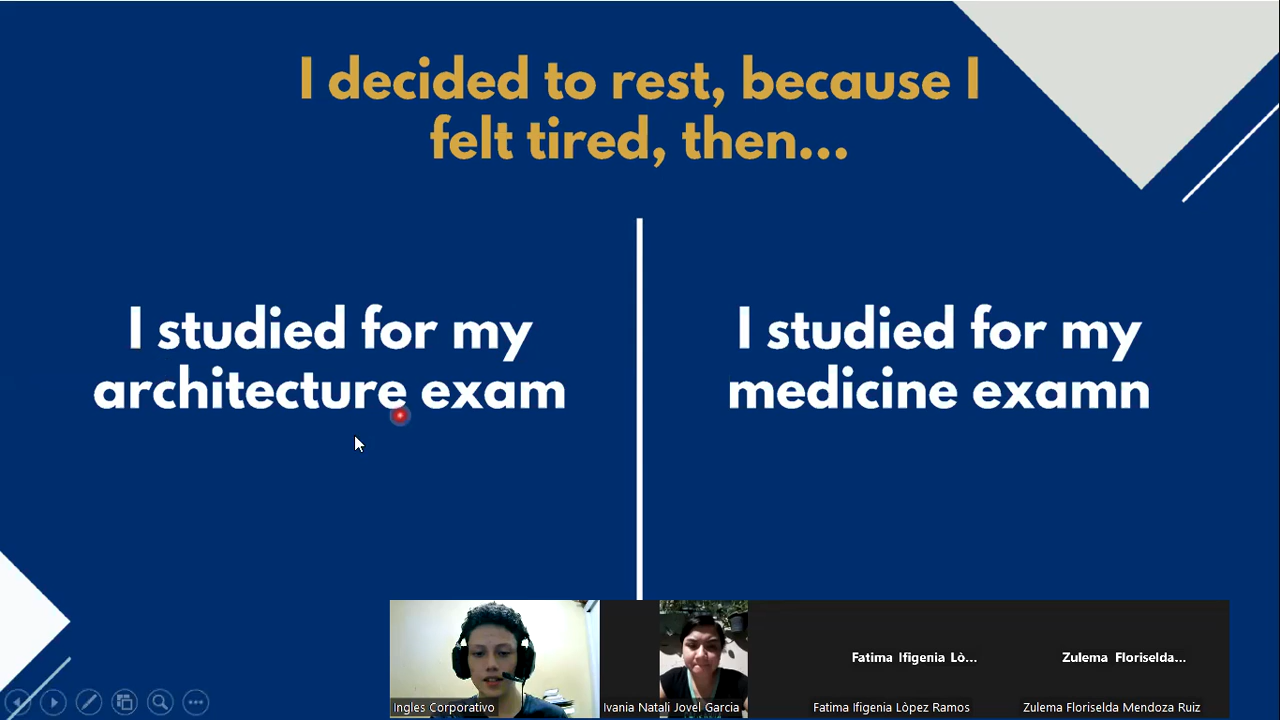 I decided to rest, because I
felt tired, then...
I studied for my
architecture exam
I studied for my
medicine examn
Fatima Ifigenia Lò...
Zulema Floriselda...
Ingles Corporativo
Ivania Natali Jovel Garcia
Fatima Ifigenia Lòpez Ramos
Zulema Floriselda Mendoza Ruiz